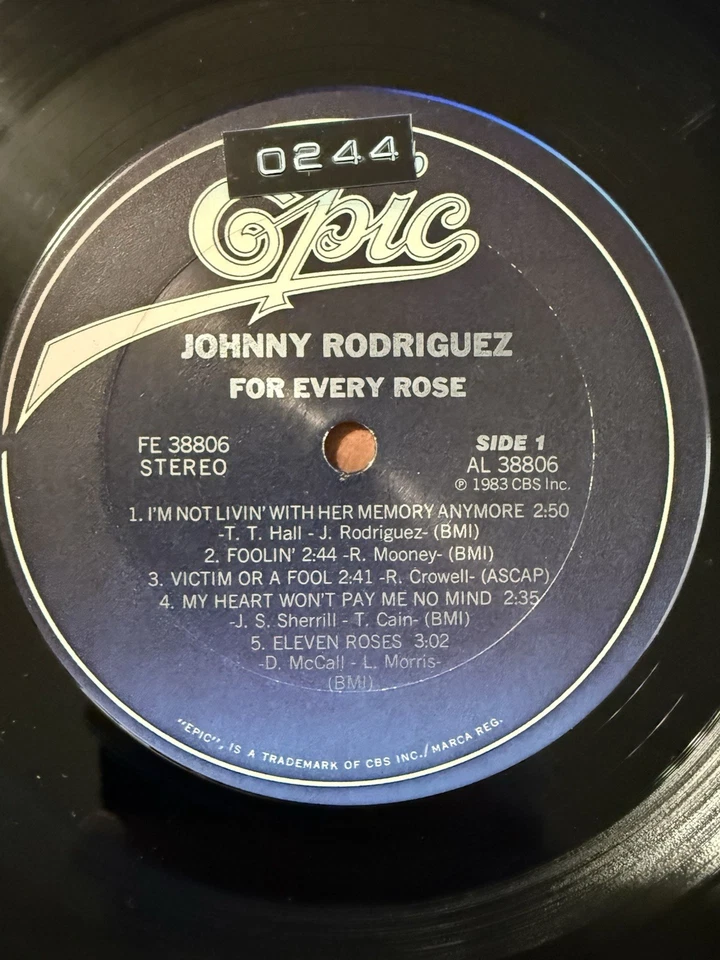 0244
Epic
JOHNNY RODRIGUEZ
FOR EVERY ROSE
FE 38806
STEREO
SIDE 1
AL 38806
℗ 1983 CBS Inc.
1. I'M NOT LIVIN' WITH HER MEMORY ANYMORE 2:50
-T. T. Hall - J. Rodriguez- (BMI)
2. FOOLIN' 2:44 -R. Mooney- (BMI)
3. VICTIM OR A FOOL 2:41 -R. Crowell- (ASCAP)
4. MY HEART WON'T PAY ME NO MIND 2:35
-J. S. Sherrill - T. Cain- (BMI)
5. ELEVEN ROSES 3:02
-D. McCall - L. Morris-
(BMI)
"EPIC", IS A TRADEMARK OF CBS INC./MARCA REG.